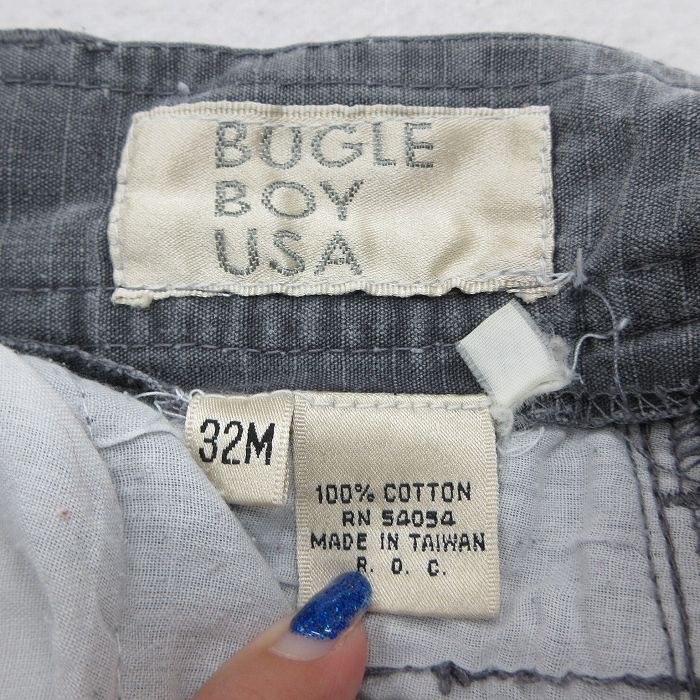 BUGLE
BOY
USA
32M
100% COTTON
RN 54054
MADE IN TAIWAN
R. O. C.